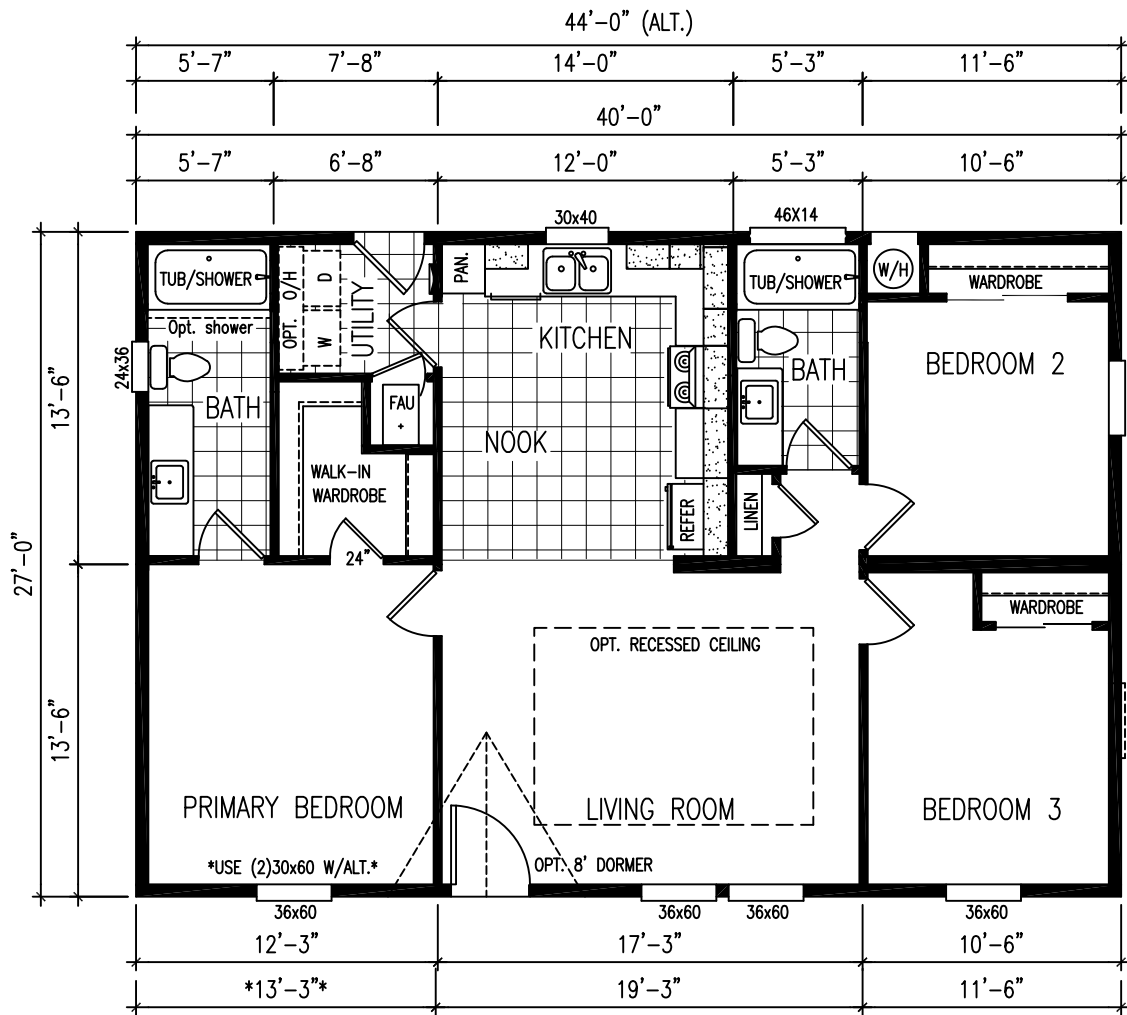 44'-0" (ALT.)
5'-7" 7'-8" 14'-0" 5'-3" 11'-6"
40'-0"
5'-7" 6'-8" 12'-0" 5'-3" 10'-6"
30x40
46X14
TUB/SHOWER
OPT. O/H
D
W
UTILITY
PAN.
TUB/SHOWER
W/H
WARDROBE
Opt. shower
KITCHEN
24x36
BATH
FAU
+
NOOK
BATH
BEDROOM 2
13'-6"
WALK-IN
WARDROBE
24"
REFER
LINEN
27'-0"
WARDROBE
OPT. RECESSED CEILING
13'-6"
PRIMARY BEDROOM
LIVING ROOM
BEDROOM 3
*USE (2)30x60 W/ALT.*
OPT. 8' DORMER
36x60
36x60
36x60
36x60
12'-3" 17'-3" 10'-6"
*13'-3"* 19'-3" 11'-6"